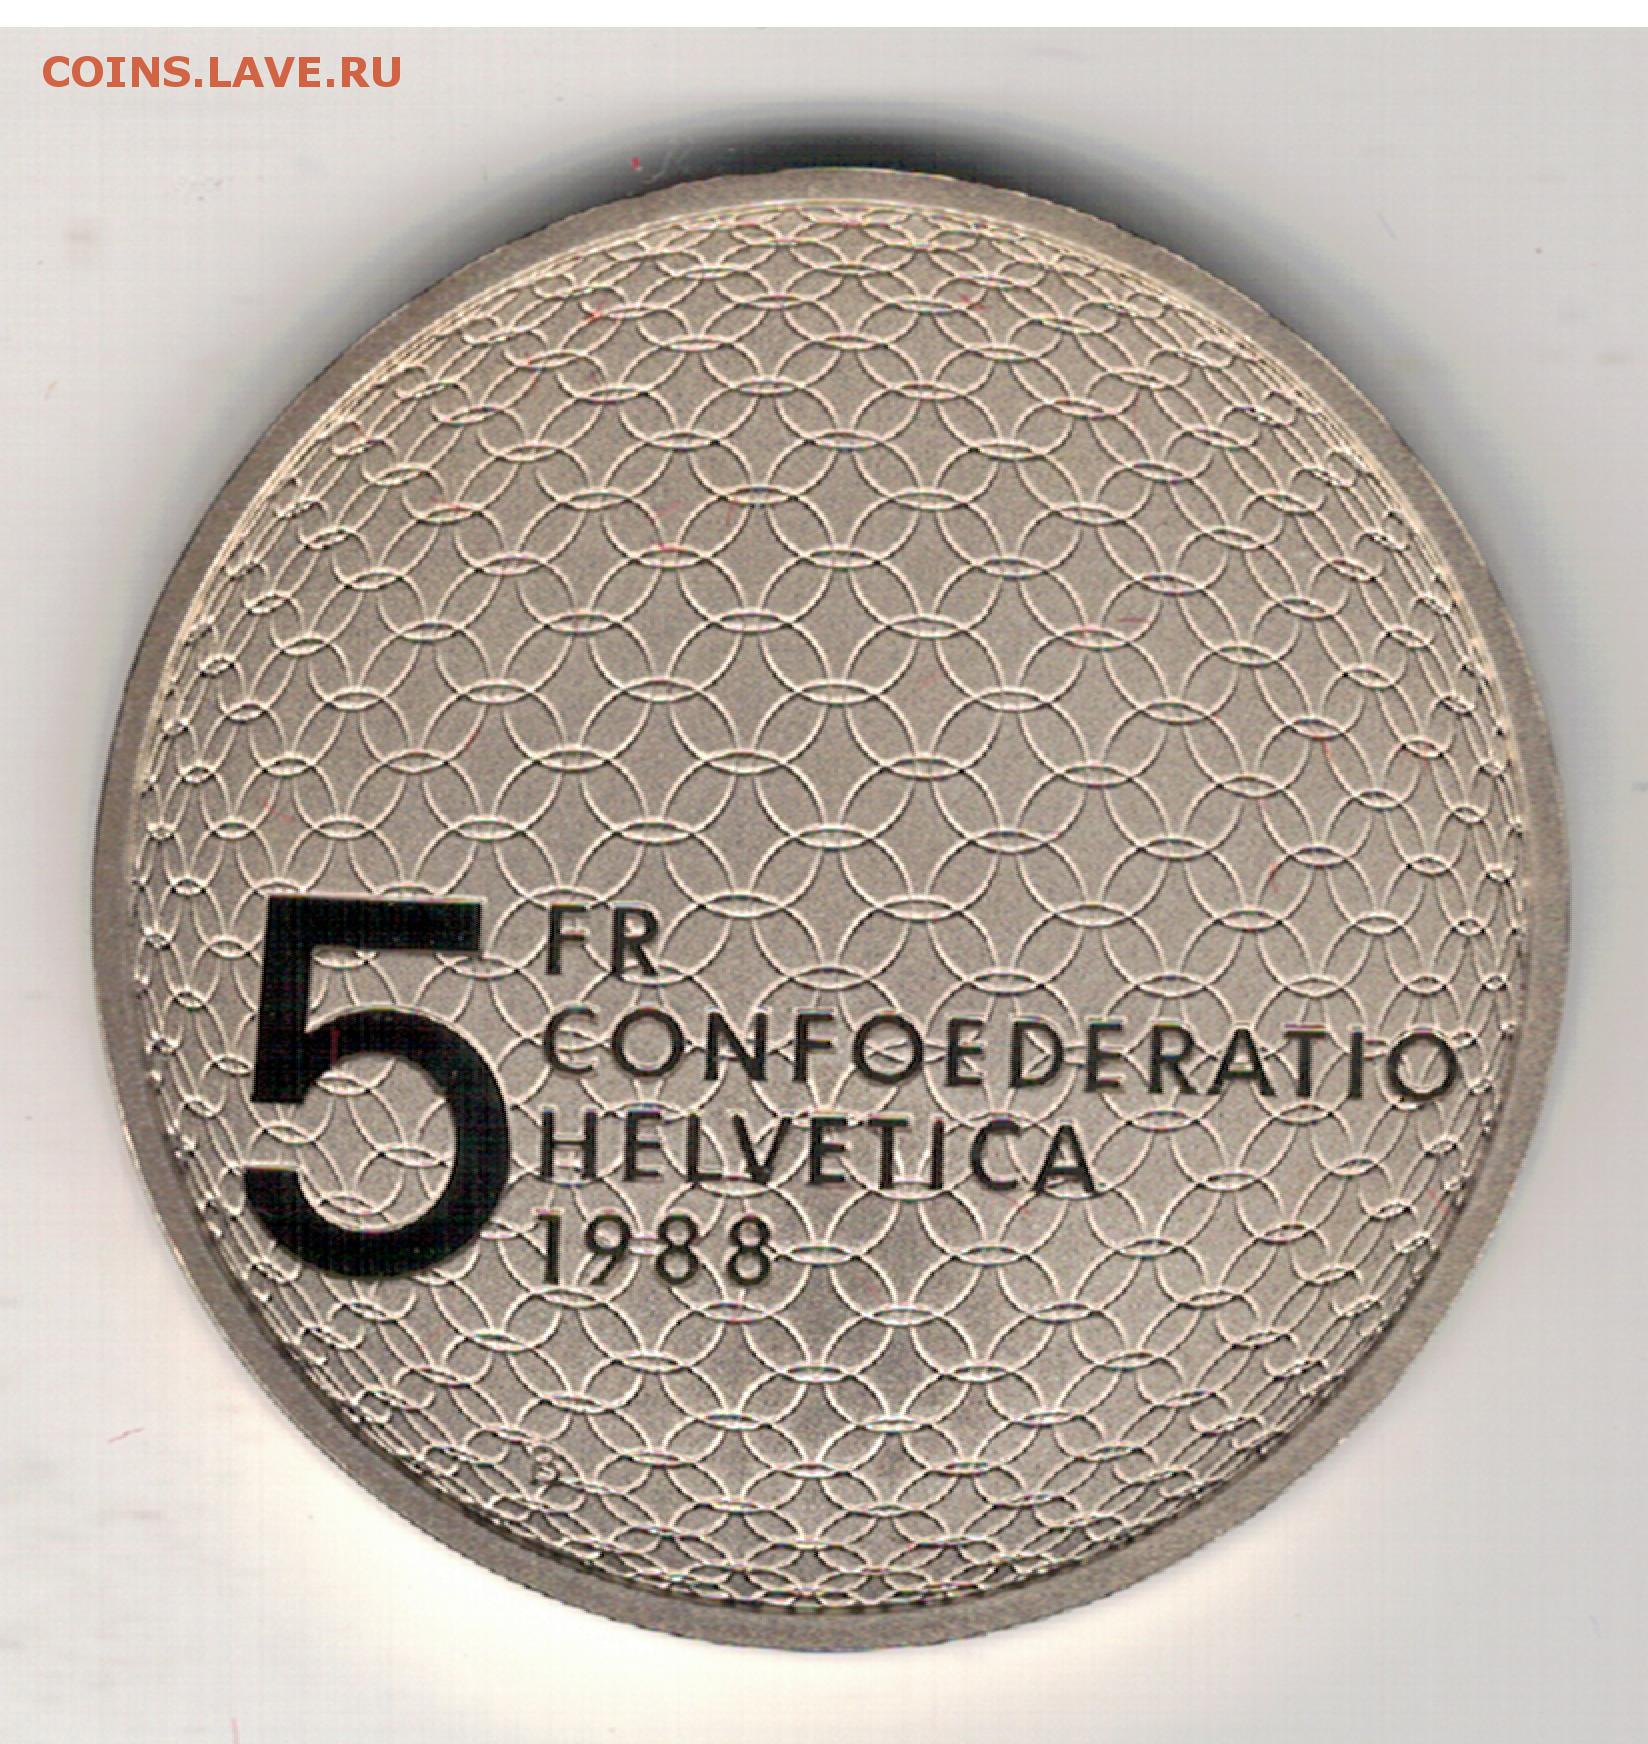 COINS.LAVE.RU
5 FR
CONFOEDERATIO
HELVETICA
1988
B